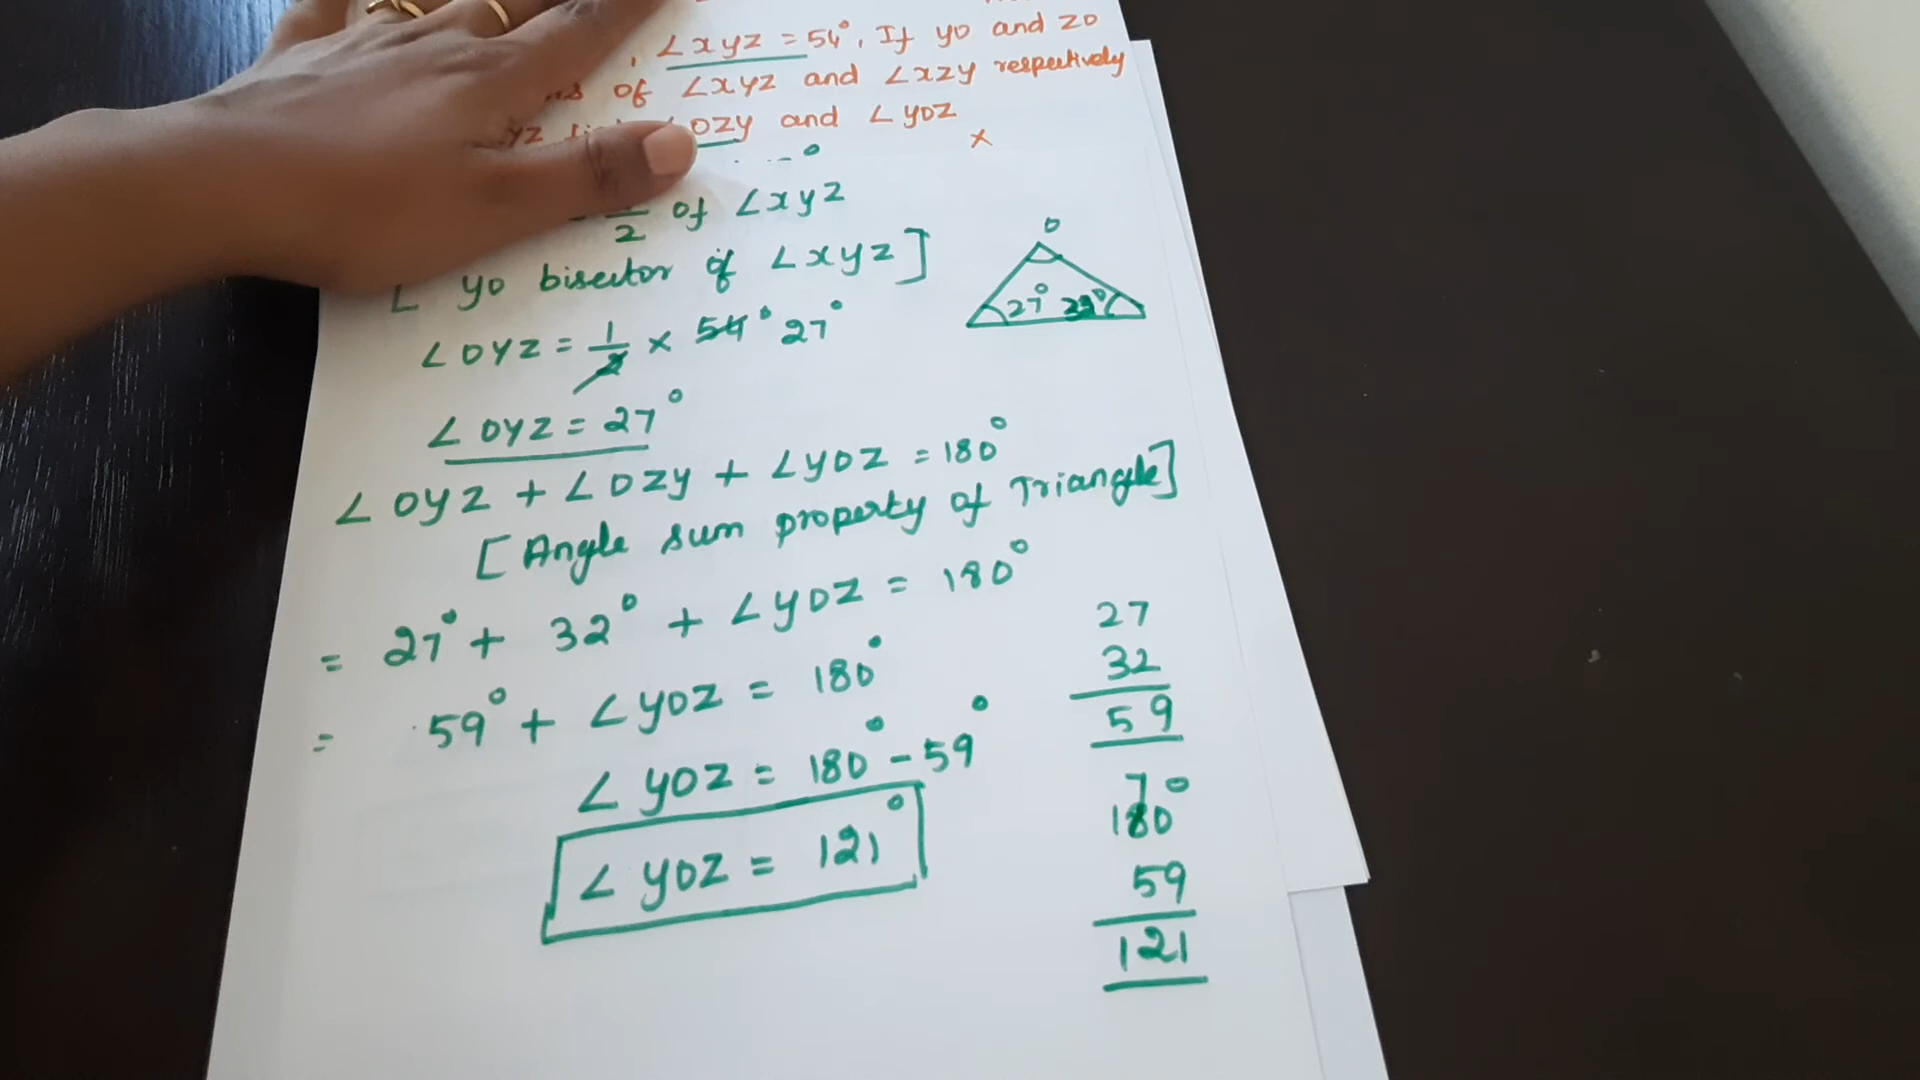 , ∠xyz = 54°, If yo and zo
of ∠xyz and ∠xzy respectively
yz ozy and ∠yoz
x
2 of ∠xyz
[ yo bisector of ∠xyz]
o
27° 32°
∠oyz = 1/2 x 54° 27°
∠oyz = 27°
∠oyz + ∠ozy + ∠yoz = 180°
[Angle sum property of Triangle]
= 27° + 32° + ∠yoz = 180°
= 59° + ∠yoz = 180°
∠yoz = 180° - 59°
∠yoz = 121°
27
32
59
7 0
180
59
121